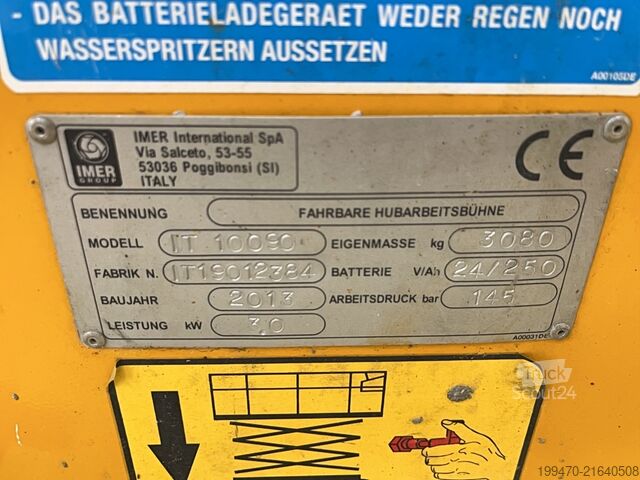 - DAS BATTERIELADEGERAET WEDER REGEN NOCH
WASSERSPRITZERN AUSSETZEN
A00105DE
IMER
GROUP
IMER International SpA
Via Salceto, 53-55
53036 Poggibonsi (SI)
ITALY
CE
BENENNUNG FAHRBARE HUBARBEITSBÜHNE
MODELL IT 10090 EIGENMASSE kg 3080
FABRIK N. IT19012384 BATTERIE V/Ah 24/250
BAUJAHR 2013 ARBEITSDRUCK bar 145
LEISTUNG kW 3.0
A00031DE
Truck
Scout24
199470-21640508